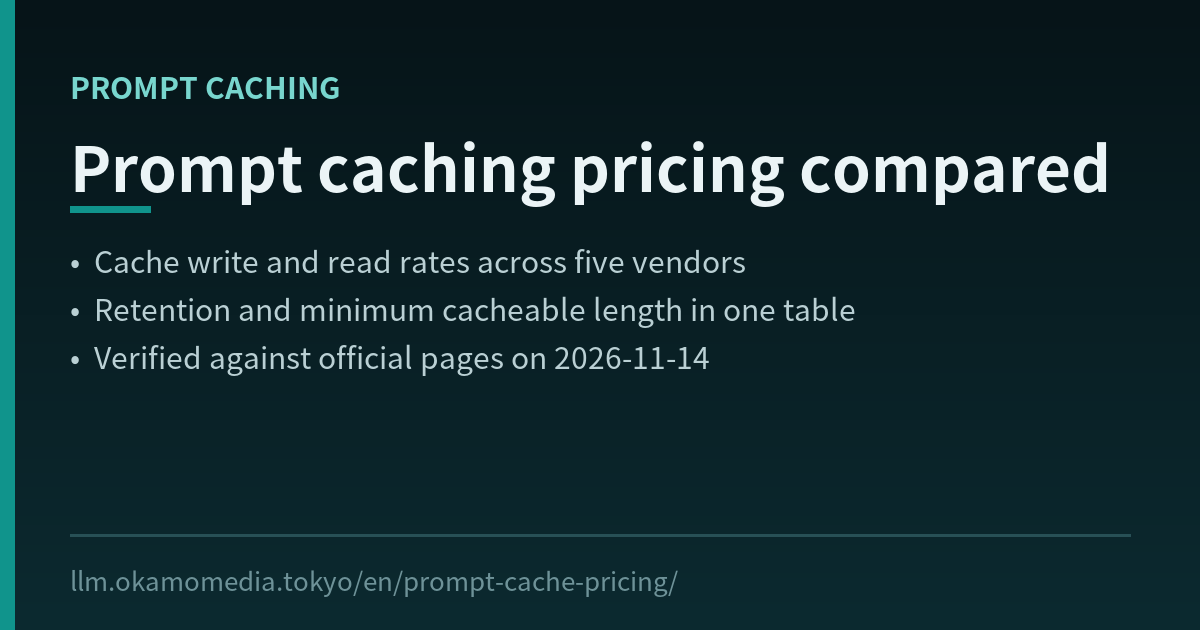 PROMPT CACHING
Prompt caching pricing compared
• Cache write and read rates across five vendors
• Retention and minimum cacheable length in one table
• Verified against official pages on 2026-11-14
llm.okamomedia.tokyo/en/prompt-cache-pricing/